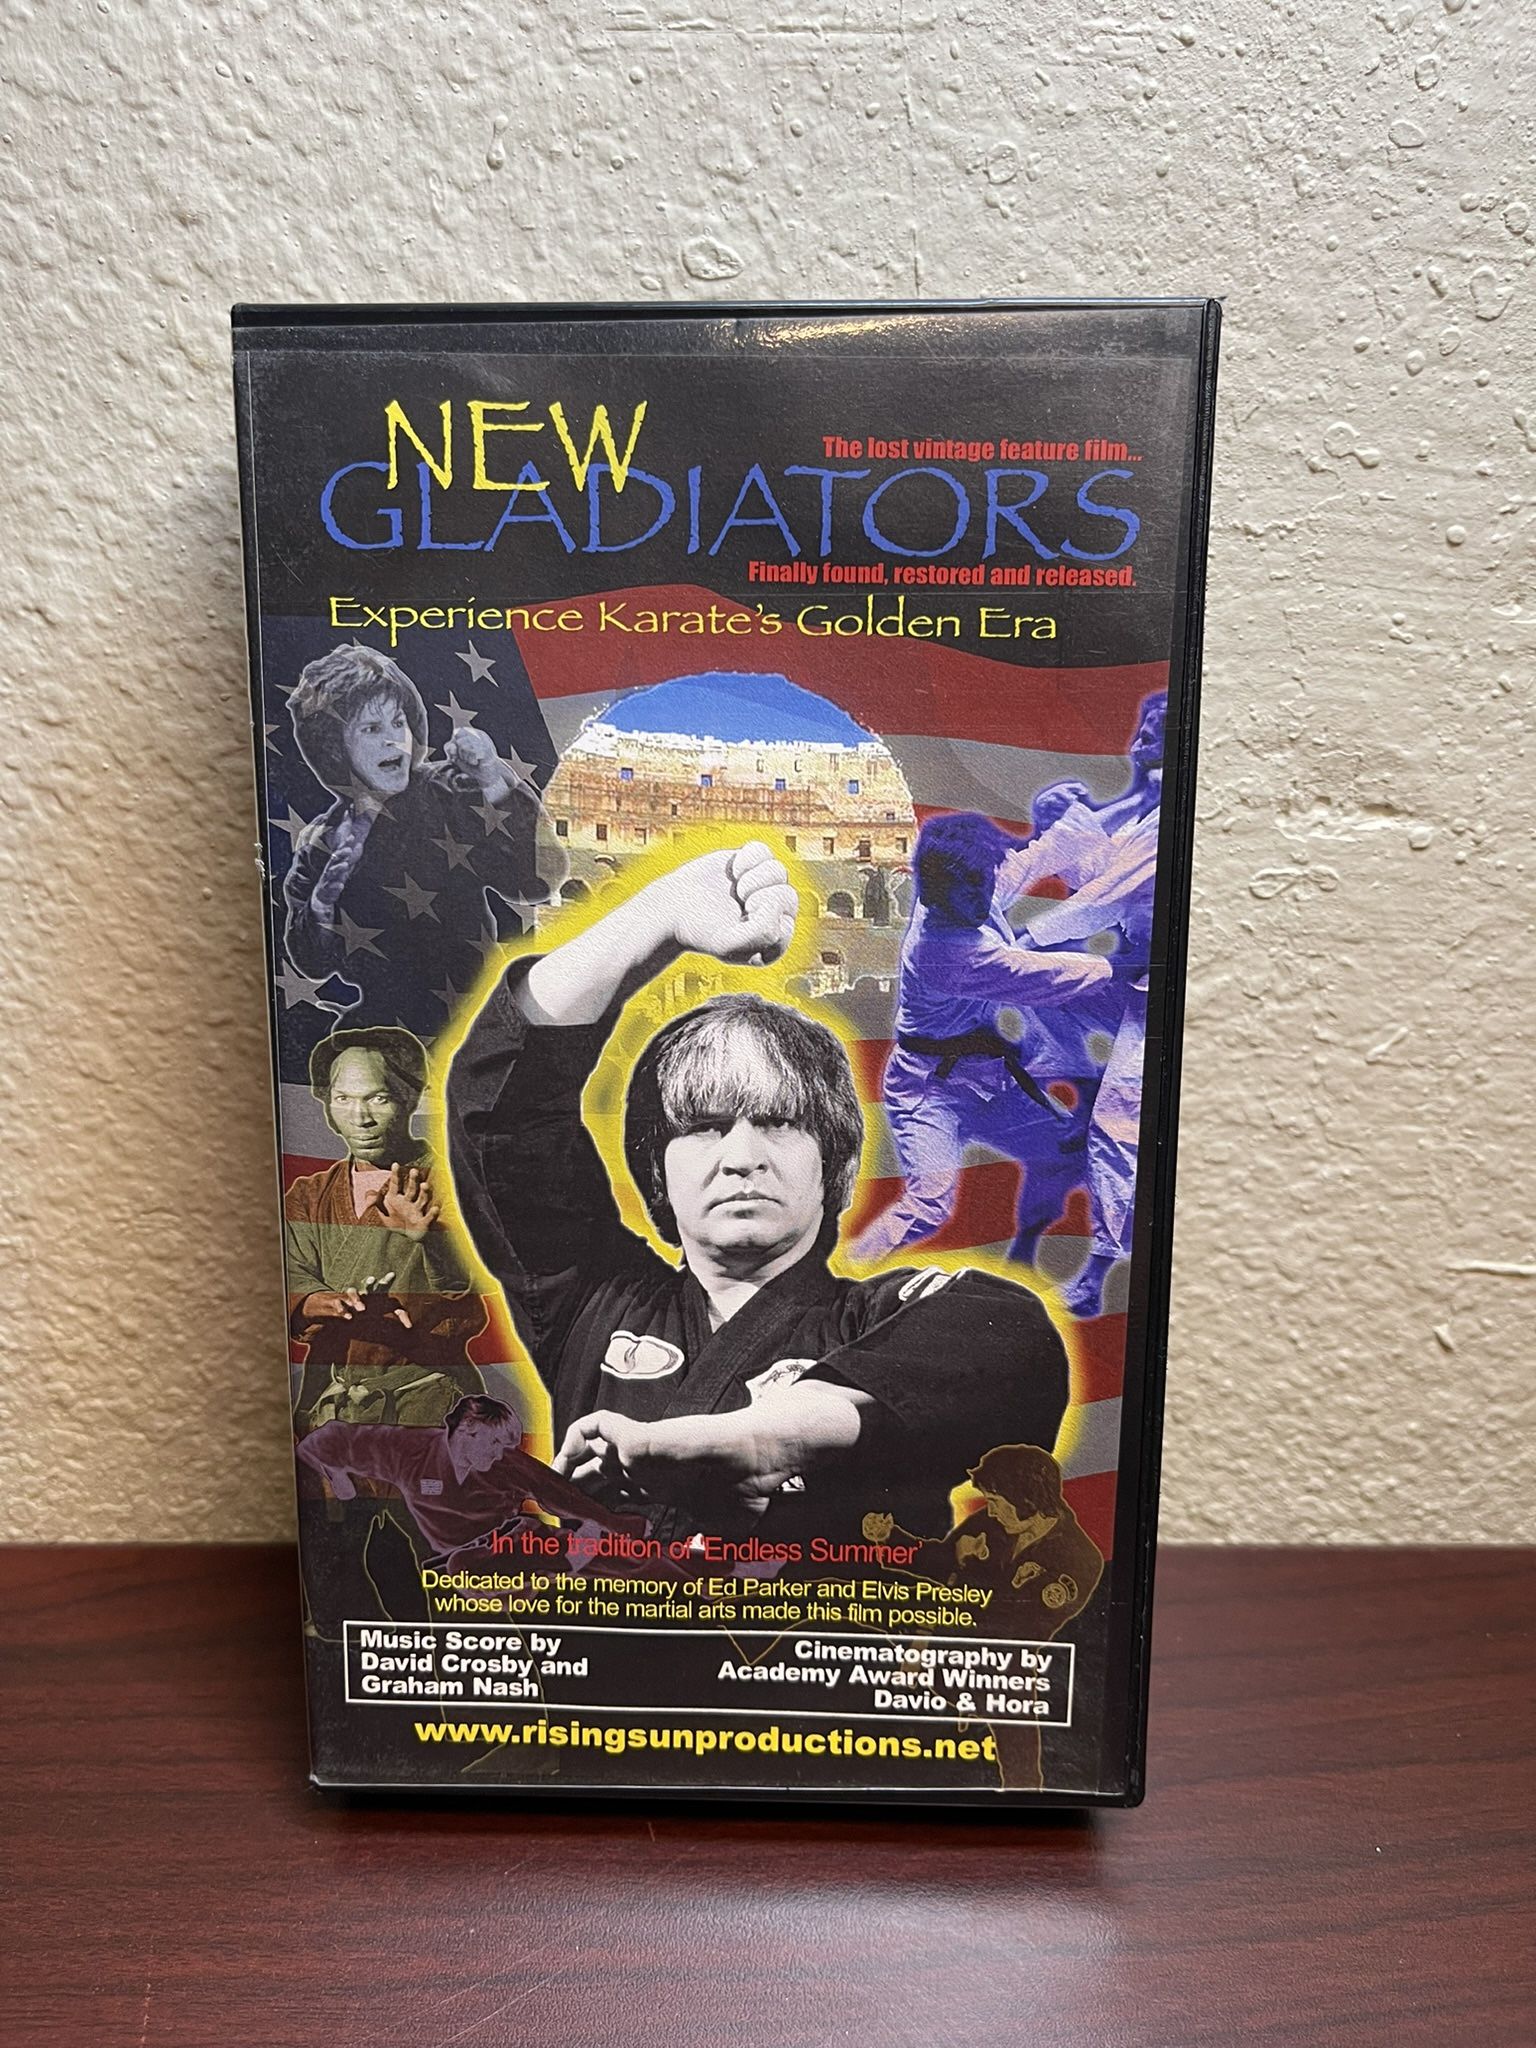 NEW
The lost vintage feature film...
GLADIATORS
Finally found, restored and released.
Experience Karate's Golden Era
In the tradition of 'Endless Summer'
Dedicated to the memory of Ed Parker and Elvis Presley
whose love for the martial arts made this film possible.
Music Score by
David Crosby and
Graham Nash
Cinematography by
Academy Award Winners
Davio & Hora
www.risingsunproductions.net